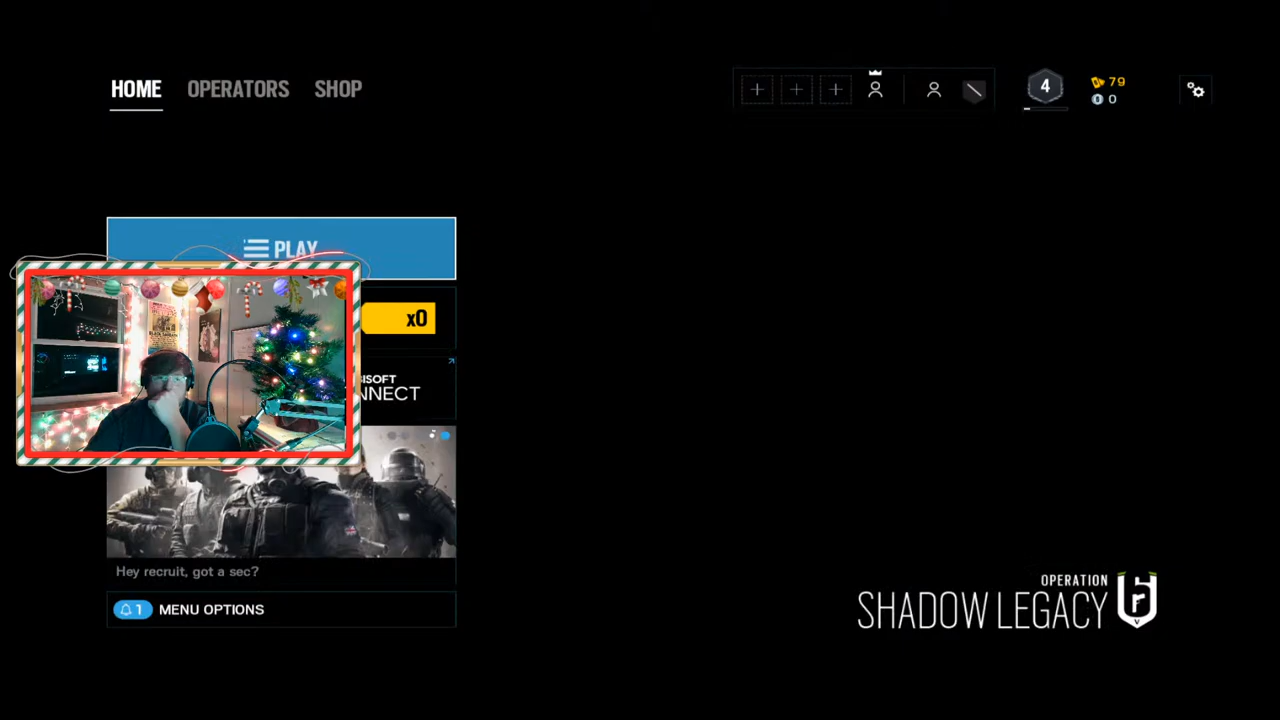 HOME OPERATORS SHOP
4
79
0
PLAY
x0
NNECT
Hey recruit, got a sec?
1 MENU OPTIONS
OPERATION
SHADOW LEGACY